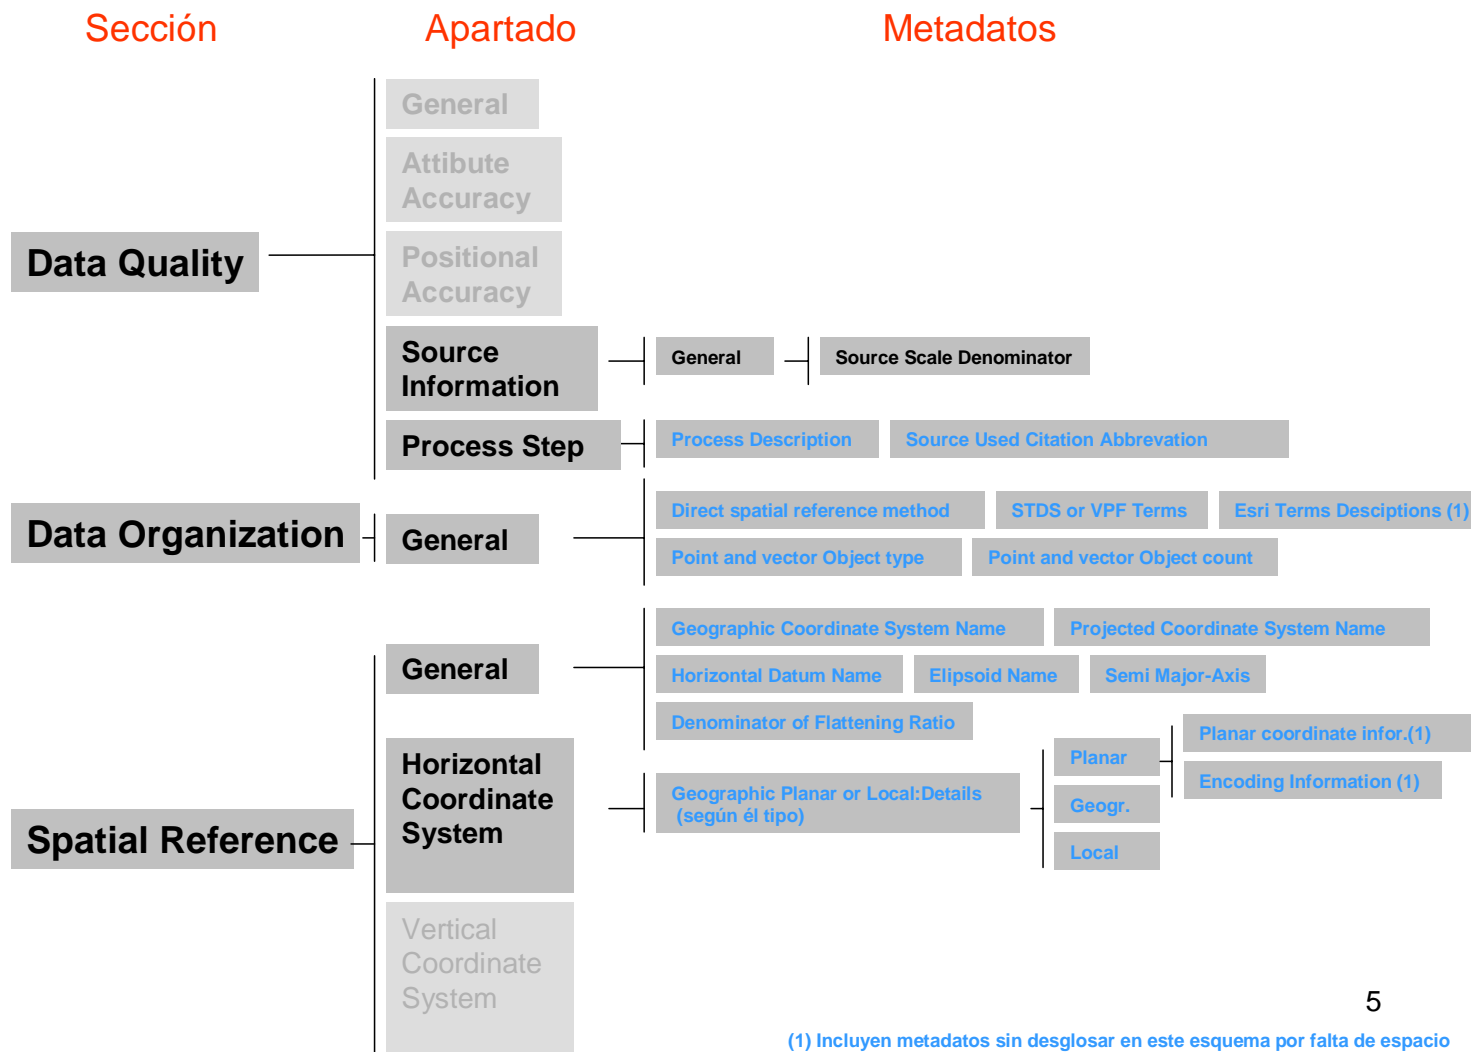 Sección
Apartado
Metadatos
General
Attibute
Accuracy
Data Quality
Positional
Accuracy
Source
Information
General
Source Scale Denominator
Process Step
Process Description
Source Used Citation Abbrevation
Data Organization
General
Direct spatial reference method
STDS or VPF Terms
Esri Terms Desciptions (1)
Point and vector Object type
Point and vector Object count
Spatial Reference
General
Geographic Coordinate System Name
Projected Coordinate System Name
Horizontal Datum Name
Elipsoid Name
Semi Major-Axis
Denominator of Flattening Ratio
Horizontal
Coordinate
System
Geographic Planar or Local:Details
(según él tipo)
Planar
Planar coordinate infor.(1)
Encoding Information (1)
Geogr.
Local
Vertical
Coordinate
System
5
(1) Incluyen metadatos sin desglosar en este esquema por falta de espacio